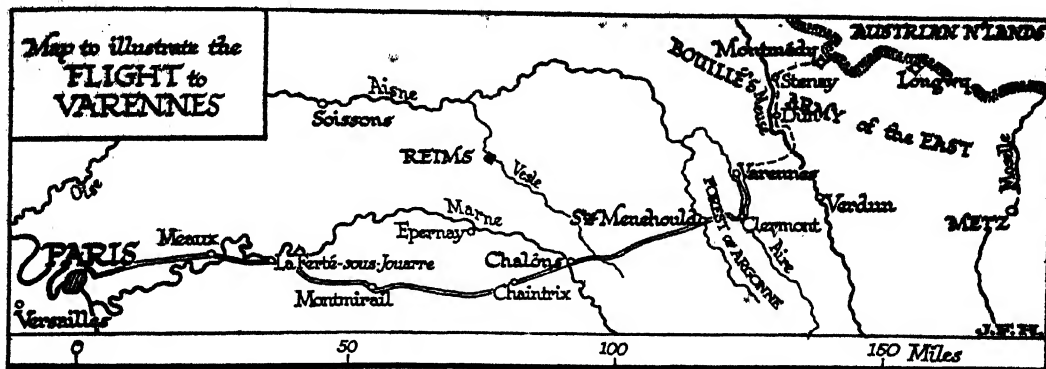 Map to illustrate the
FLIGHT to
VARENNES
AUSTRIAN N'LANDS
Montmédy
BOUILLÉ'S
Stenay
Longwy
Aisne
Meuse
ARMY of the EAST
Soissons
Dun
REIMS
Vesle
Varennes
Moselle
Oise
FOREST of ARGONNE
Verdun
Marne
Ste Menehould
METZ
Epernay
Clermont
PARIS
Meaux
La Ferté-sous-Jouarre
Chalôns
Aire
Montmirail
Chaintrix
Versailles
J.F.H.
0 50 100 150 Miles